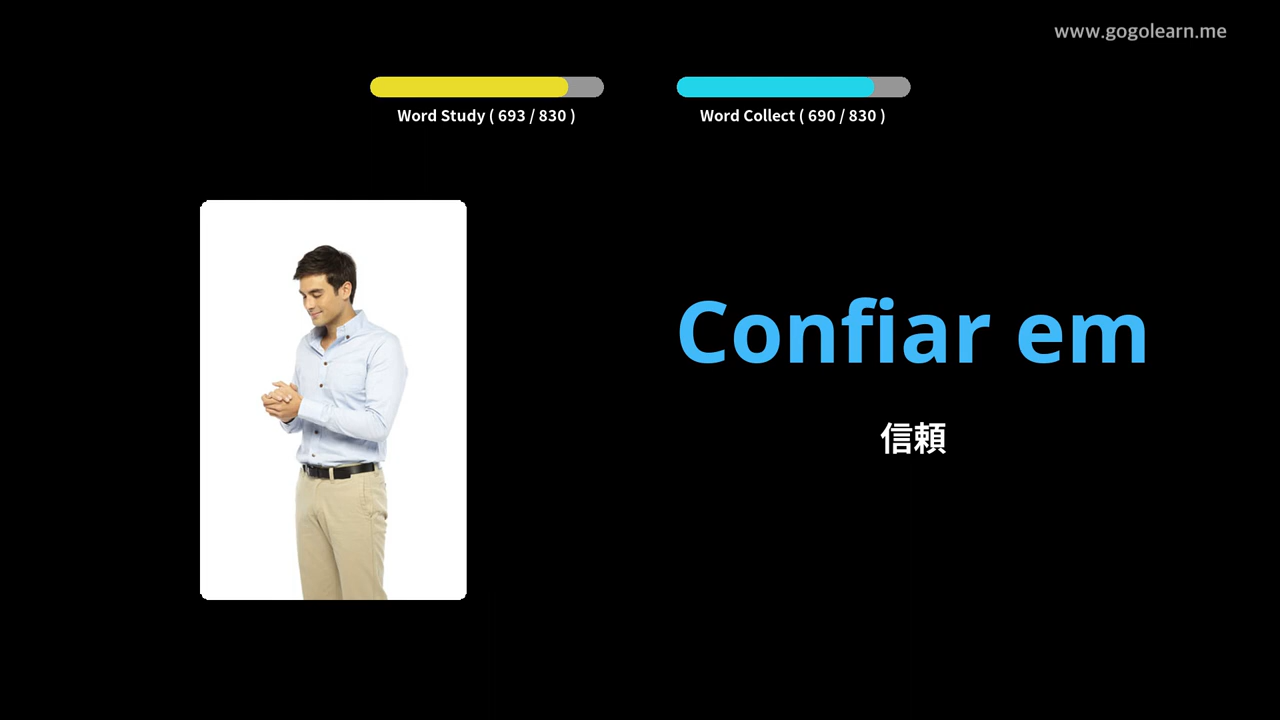 www.gogolearn.me
Word Study ( 693 / 830 )
Word Collect ( 690 / 830 )
Confiar em
信頼